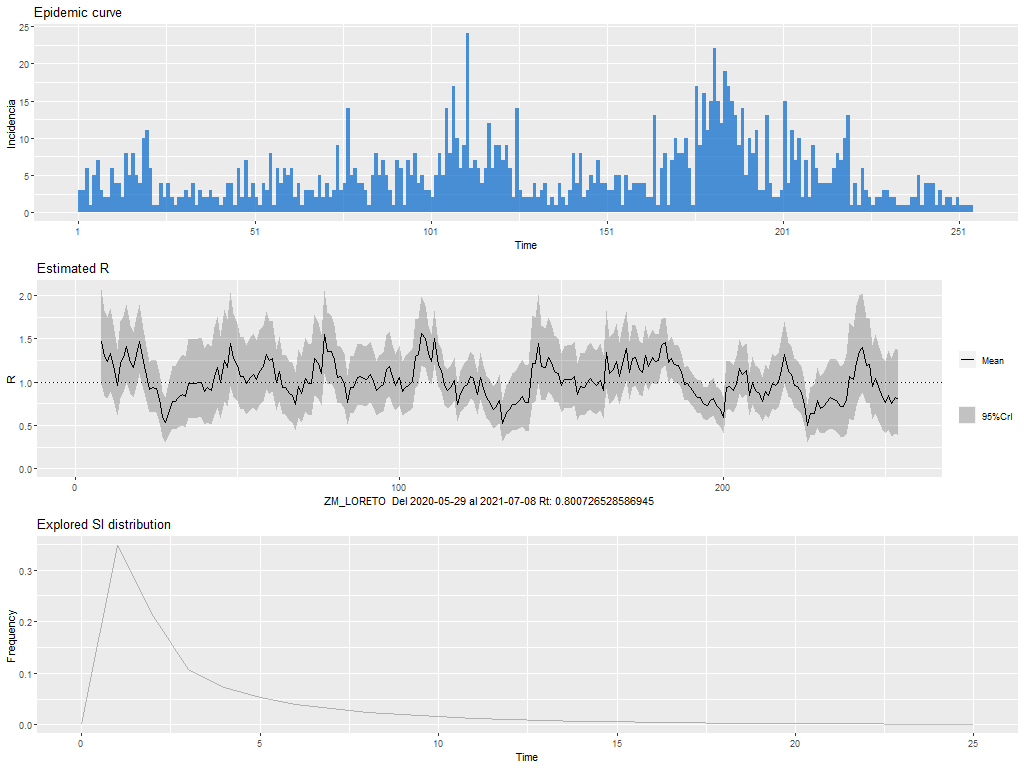 Epidemic curve
25
20
15
10
5
0
Incidencia
1 51 101 151 201 251
Time
Estimated R
2.0
1.5
1.0
0.5
0.0
R
Mean
95%CrI
0 100 200
ZM_LORETO Del 2020-05-29 al 2021-07-08 Rt: 0.800726528586945
Explored SI distribution
0.3
0.2
0.1
0.0
Frequency
0 5 10 15 20 25
Time